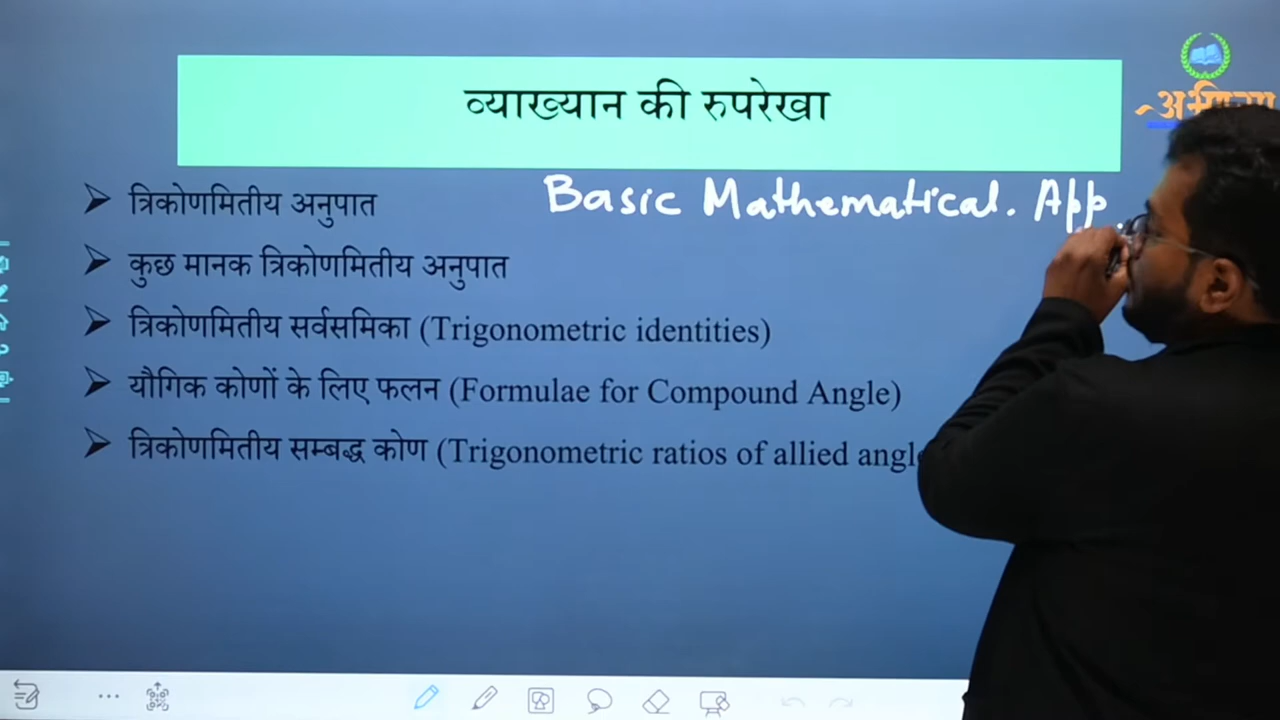 व्याख्यान की रुपरेखा
त्रिकोणमितीय अनुपात
Basic Mathematical. App
कुछ मानक त्रिकोणमितीय अनुपात
त्रिकोणमितीय सर्वसमिका (Trigonometric identities)
यौगिक कोणों के लिए फलन (Formulae for Compound Angle)
त्रिकोणमितीय सम्बद्ध कोण (Trigonometric ratios of allied